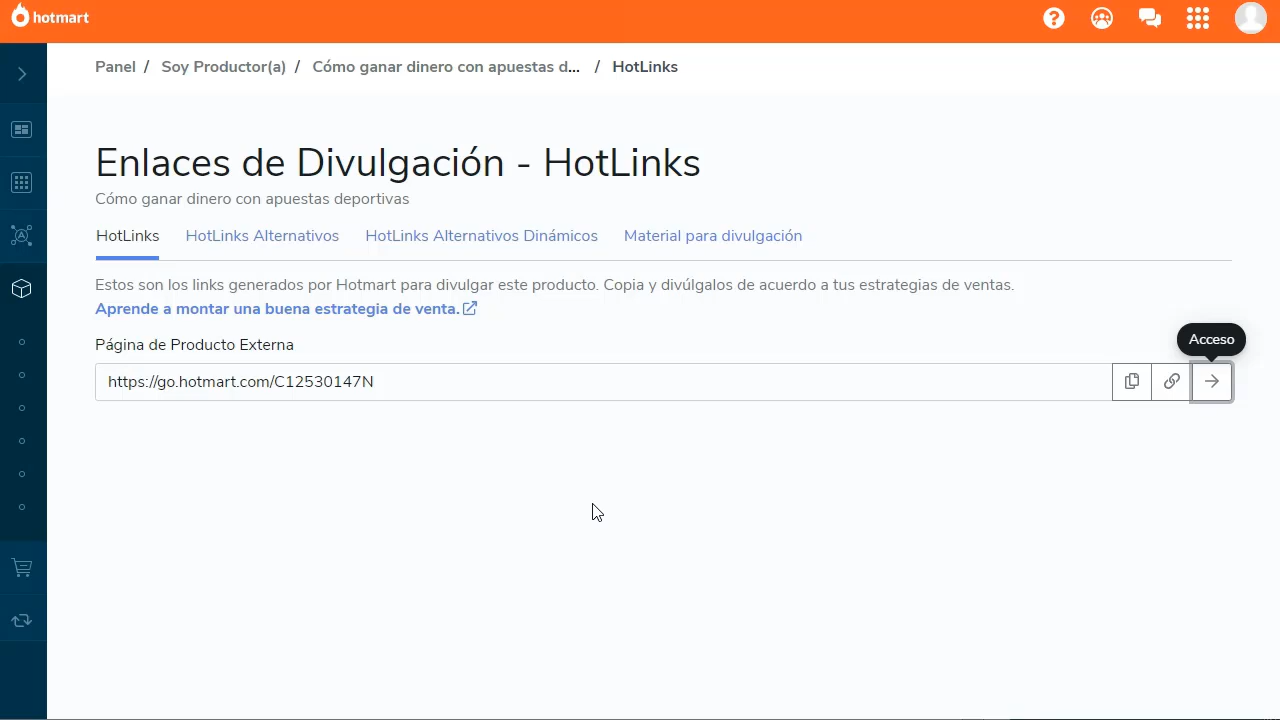 hotmart
Panel / Soy Productor(a) / Cómo ganar dinero con apuestas d... / HotLinks
Enlaces de Divulgación - HotLinks
Cómo ganar dinero con apuestas deportivas
HotLinks HotLinks Alternativos HotLinks Alternativos Dinámicos Material para divulgación
Estos son los links generados por Hotmart para divulgar este producto. Copia y divúlgalos de acuerdo a tus estrategias de ventas.
Aprende a montar una buena estrategia de venta.
Página de Producto Externa
Acceso
https://go.hotmart.com/C12530147N